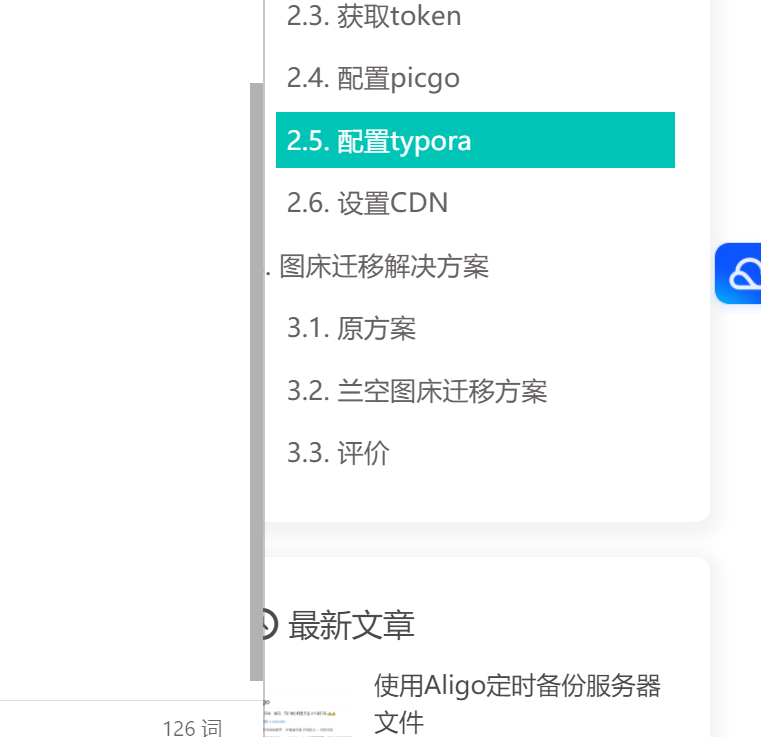 2.3. 获取token
2.4. 配置picgo
2.5. 配置typora
2.6. 设置CDN
. 图床迁移解决方案
3.1. 原方案
3.2. 兰空图床迁移方案
3.3. 评价
最新文章
使用Aligo定时备份服务器
文件
126 词